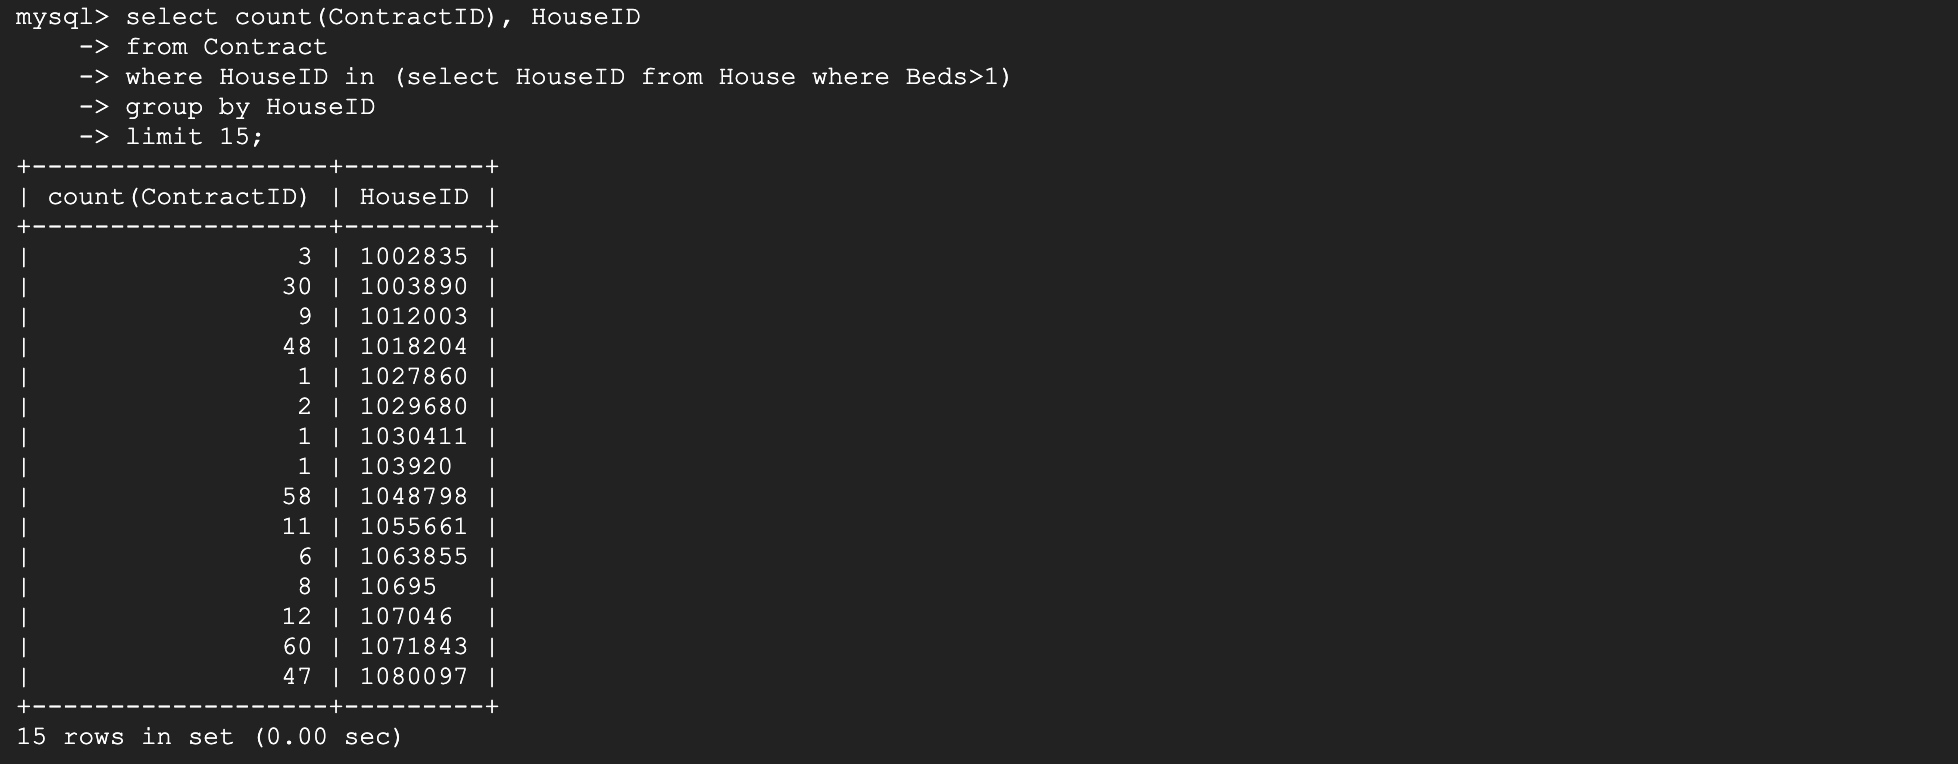 mysql> select count(ContractID), HouseID
    -> from Contract
    -> where HouseID in (select HouseID from House where Beds>1)
    -> group by HouseID
    -> limit 15;
+-------------------+---------+
| count(ContractID) | HouseID |
+-------------------+---------+
|                 3 | 1002835 |
|                30 | 1003890 |
|                 9 | 1012003 |
|                48 | 1018204 |
|                 1 | 1027860 |
|                 2 | 1029680 |
|                 1 | 1030411 |
|                 1 | 103920  |
|                58 | 1048798 |
|                11 | 1055661 |
|                 6 | 1063855 |
|                 8 | 10695   |
|                12 | 107046  |
|                60 | 1071843 |
|                47 | 1080097 |
+-------------------+---------+
15 rows in set (0.00 sec)